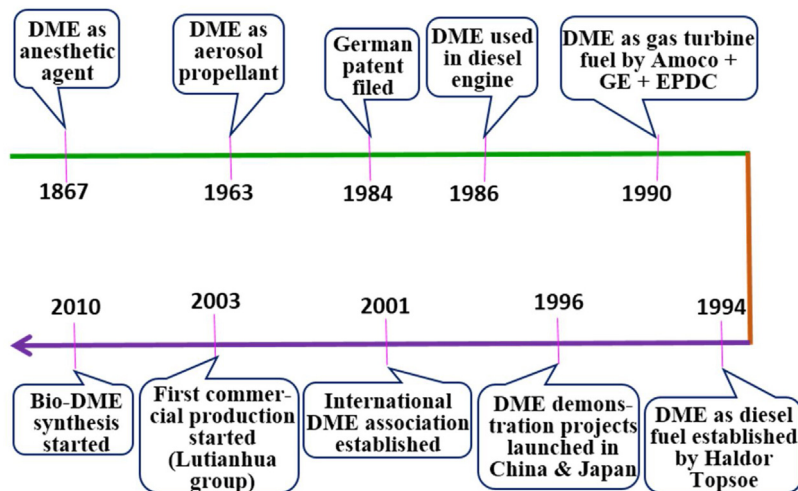 DME as
anesthetic
agent
DME as
aerosol
propellant
German
patent
filed
DME used
in diesel
engine
DME as gas turbine
fuel by Amoco +
GE + EPDC
1867
1963
1984
1986
1990
2010
2003
2001
1996
1994
Bio-DME
synthesis
started
First commer-
cial production
started
(Lutianhua
group)
International
DME association
established
DME demons-
tration projects
launched in
China & Japan
DME as diesel
fuel established
by Haldor
Topsoe